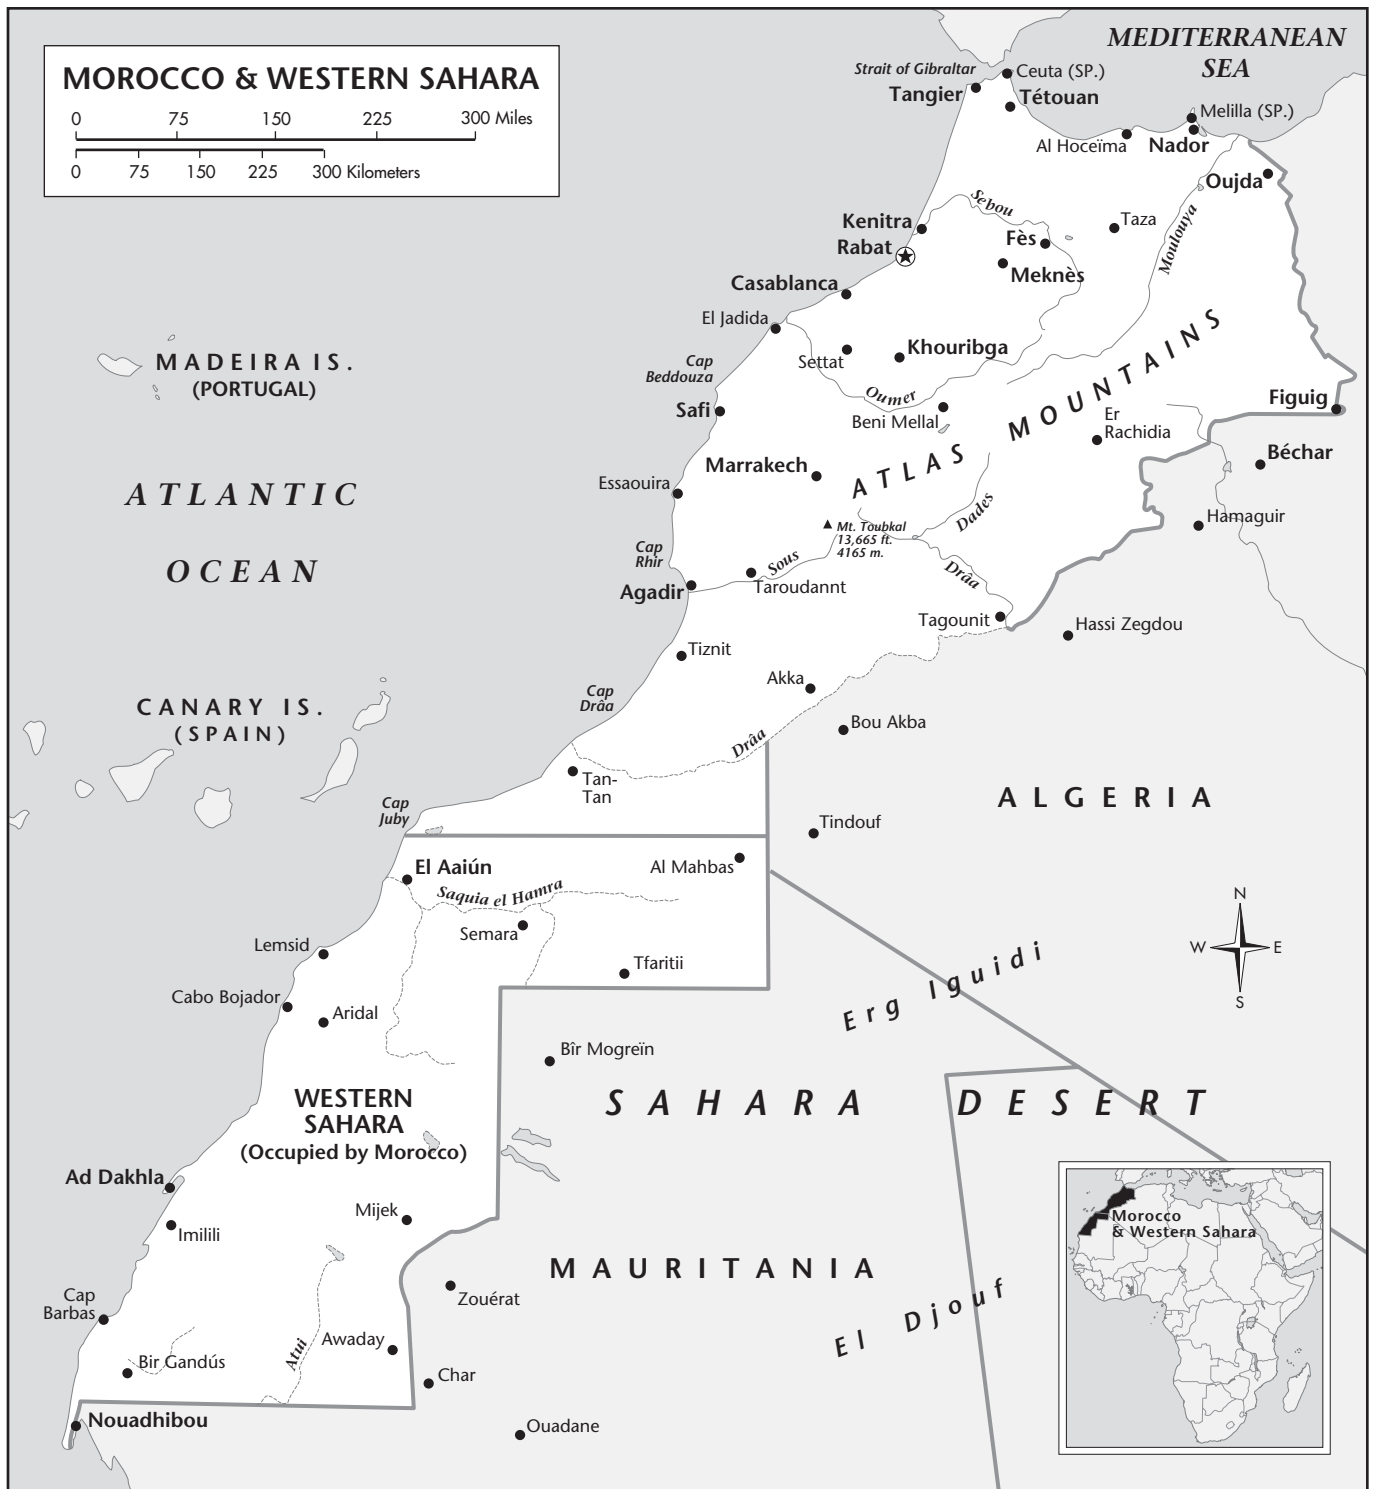 MEDITERRANEAN
SEA
MOROCCO & WESTERN SAHARA
0 75 150 225 300 Miles
0 75 150 225 300 Kilometers
Strait of Gibraltar
Ceuta (SP.)
Tangier
Tétouan
Melilla (SP.)
Al Hoceïma
Nador
Oujda
Sebou
Moulouya
Taza
Kenitra
Rabat
Fès
Meknès
Casablanca
El Jadida
Settat
Khouribga
Cap
Beddouza
Oumer
Beni Mellal
Safi
ATLAS MOUNTAINS
Er
Rachidia
Figuig
Béchar
MADEIRA IS.
(PORTUGAL)
Marrakech
Essaouira
ATLANTIC
OCEAN
Dades
Hamaguir
Mt. Toubkal
13,665 ft.
4165 m.
Cap
Rhir
Sous
Drâa
Agadir
Taroudannt
Tagounit
Hassi Zegdou
Tiznit
Akka
Cap
Drâa
Bou Akba
Drâa
CANARY IS.
(SPAIN)
Tan-
Tan
ALGERIA
Cap
Juby
Tindouf
El Aaiún
Al Mahbas
Saquia el Hamra
Semara
Lemsid
Tfaritii
Erg Iguidi
N
W E
S
Cabo Bojador
Aridal
Bîr Mogreïn
WESTERN
SAHARA
(Occupied by Morocco)
SAHARA DESERT
Ad Dakhla
Imilili
Mijek
MAURITANIA
Morocco
& Western Sahara
Zouérat
El Djouf
Cap
Barbas
Awaday
Atui
Bir Gandús
Char
Nouadhibou
Ouadane